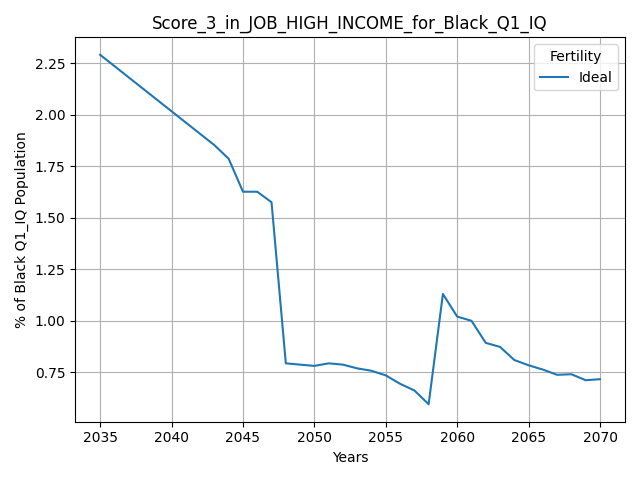 Score_3_in_JOB_HIGH_INCOME_for_Black_Q1_IQ
Fertility
Ideal
% of Black Q1_IQ Population
2.25
2.00
1.75
1.50
1.25
1.00
0.75
2035 2040 2045 2050 2055 2060 2065 2070
Years